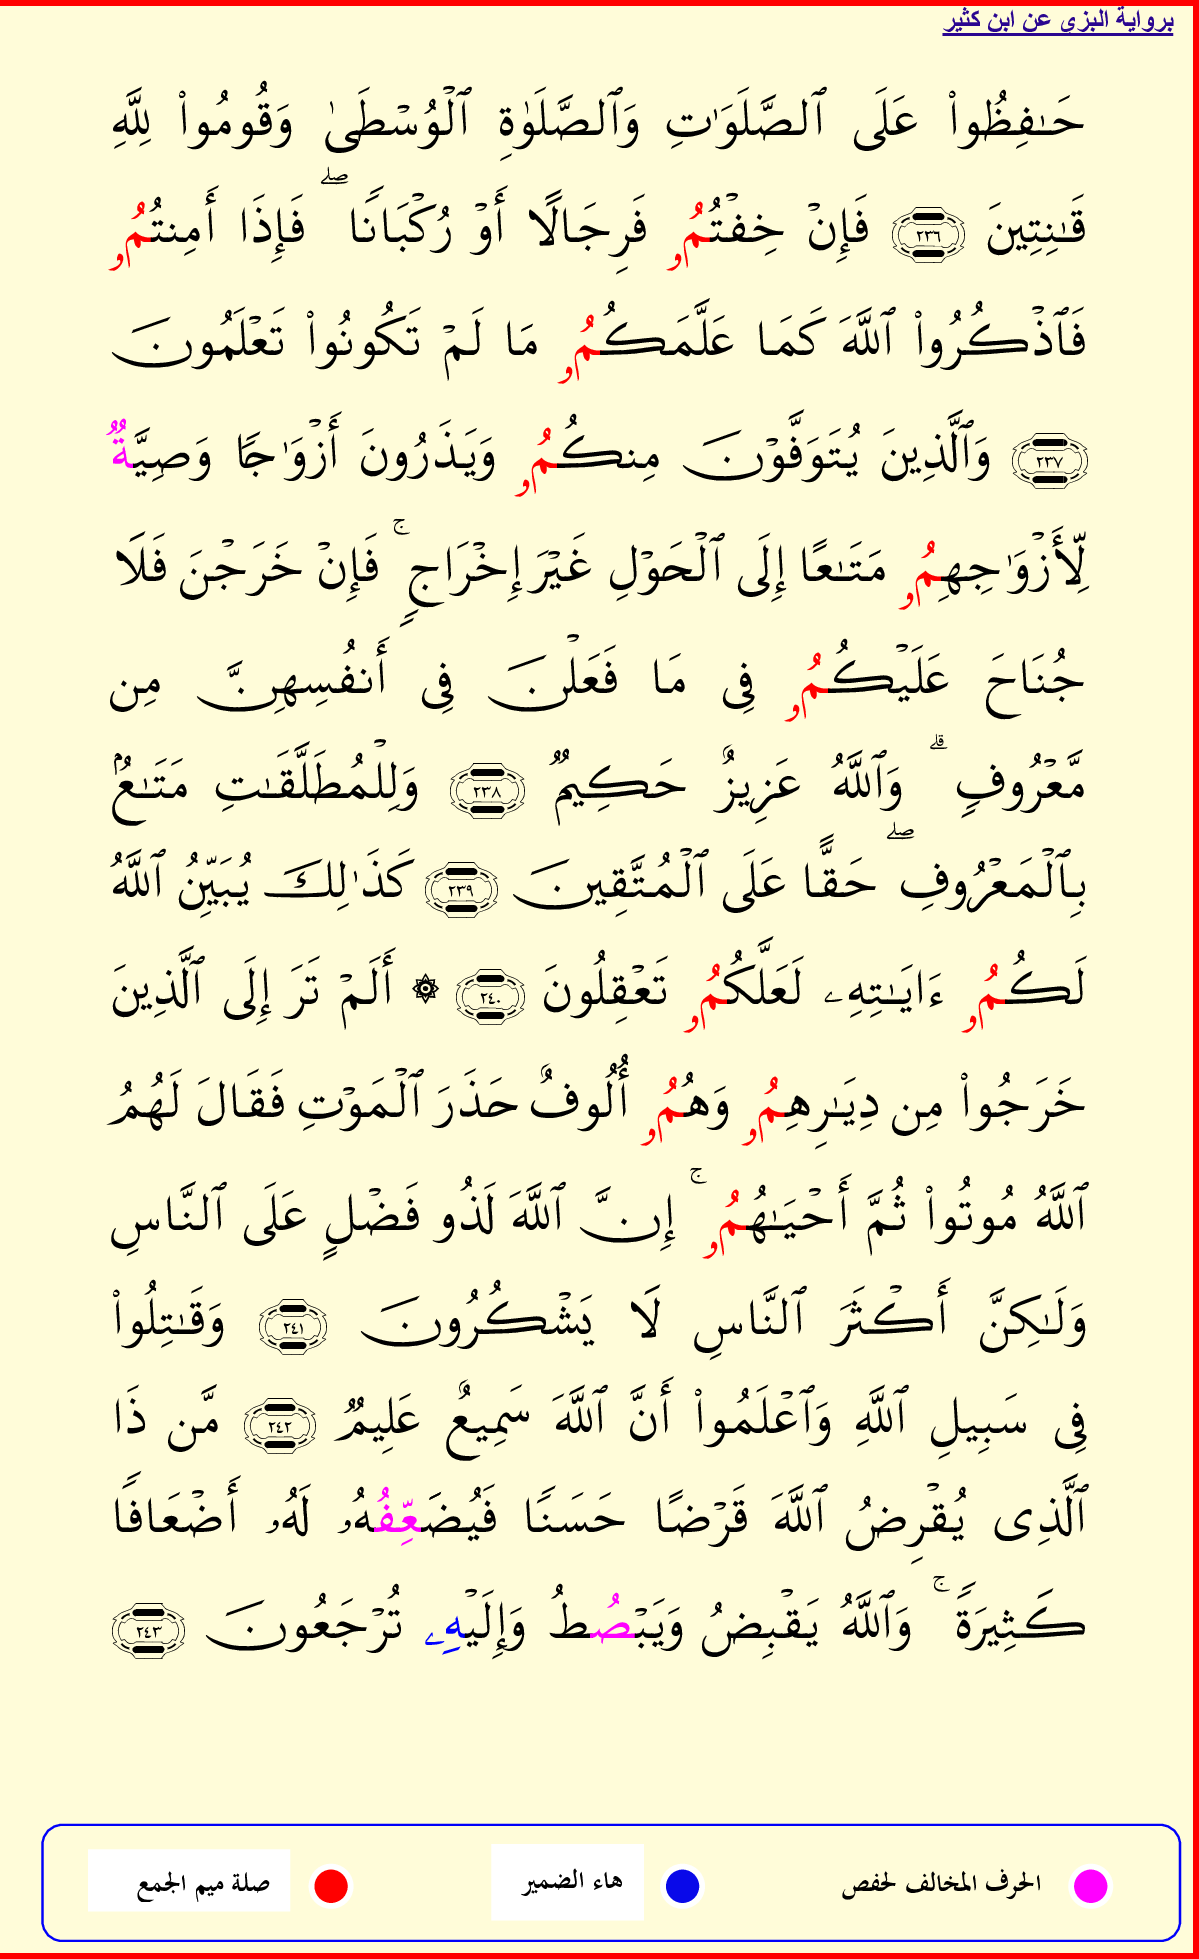 برواية البزي عن ابن كثير
حَـٰفِظُوا۟ عَلَى ٱلصَّلَوَٰتِ وَٱلصَّلَوٰةِ ٱلْوُسْطَىٰ وَقُومُوا۟ لِلَّهِ
قَـٰنِتِينَ ٢٣٦ فَإِنْ خِفْتُمُۥ فَرِجَالًا أَوْ رُكْبَانًا ۖ فَإِذَا أَمِنتُمُۥ
فَٱذْكُرُوا۟ ٱللَّهَ كَمَا عَلَّمَكُمُۥ مَا لَمْ تَكُونُوا۟ تَعْلَمُونَ
٢٣٧ وَٱلَّذِينَ يُتَوَفَّوْنَ مِنكُمُۥ وَيَذَرُونَ أَزْوَٰجًا وَصِيَّةٌ
لِّأَزْوَٰجِهِمُۥ مَتَـٰعًا إِلَى ٱلْحَوْلِ غَيْرَ إِخْرَاجٍ ۚ فَإِنْ خَرَجْنَ فَلَا
جُنَاحَ عَلَيْكُمُۥ فِى مَا فَعَلْنَ فِى أَنفُسِهِنَّ مِن
مَّعْرُوفٍ ۗ وَٱللَّهُ عَزِيزٌ حَكِيمٌ ٢٣٨ وَلِلْمُطَلَّقَـٰتِ مَتَـٰعُۢ
بِٱلْمَعْرُوفِ ۖ حَقًّا عَلَى ٱلْمُتَّقِينَ ٢٣٩ كَذَٰلِكَ يُبَيِّنُ ٱللَّهُ
لَكُمُۥ ءَايَـٰتِهِۦ لَعَلَّكُمُۥ تَعْقِلُونَ ٢٤٠ ۞ أَلَمْ تَرَ إِلَى ٱلَّذِينَ
خَرَجُوا۟ مِن دِيَـٰرِهِمُۥ وَهُمُۥ أُلُوفٌ حَذَرَ ٱلْمَوْتِ فَقَالَ لَهُمُ
ٱللَّهُ مُوتُوا۟ ثُمَّ أَحْيَـٰهُمُۥ ۚ إِنَّ ٱللَّهَ لَذُو فَضْلٍ عَلَى ٱلنَّاسِ
وَلَـٰكِنَّ أَكْثَرَ ٱلنَّاسِ لَا يَشْكُرُونَ ٢٤١ وَقَـٰتِلُوا۟
فِى سَبِيلِ ٱللَّهِ وَٱعْلَمُوا۟ أَنَّ ٱللَّهَ سَمِيعٌ عَلِيمٌ ٢٤٢ مَّن ذَا
ٱلَّذِى يُقْرِضُ ٱللَّهَ قَرْضًا حَسَنًا فَيُضَعِّفُهُۥ لَهُۥ أَضْعَافًا
كَثِيرَةً ۚ وَٱللَّهُ يَقْبِضُ وَيَبْصُطُ وَإِلَيْهِۦ تُرْجَعُونَ ٢٤٣
الحرف المخالف لحفص هاء الضمير صلة ميم الجمع